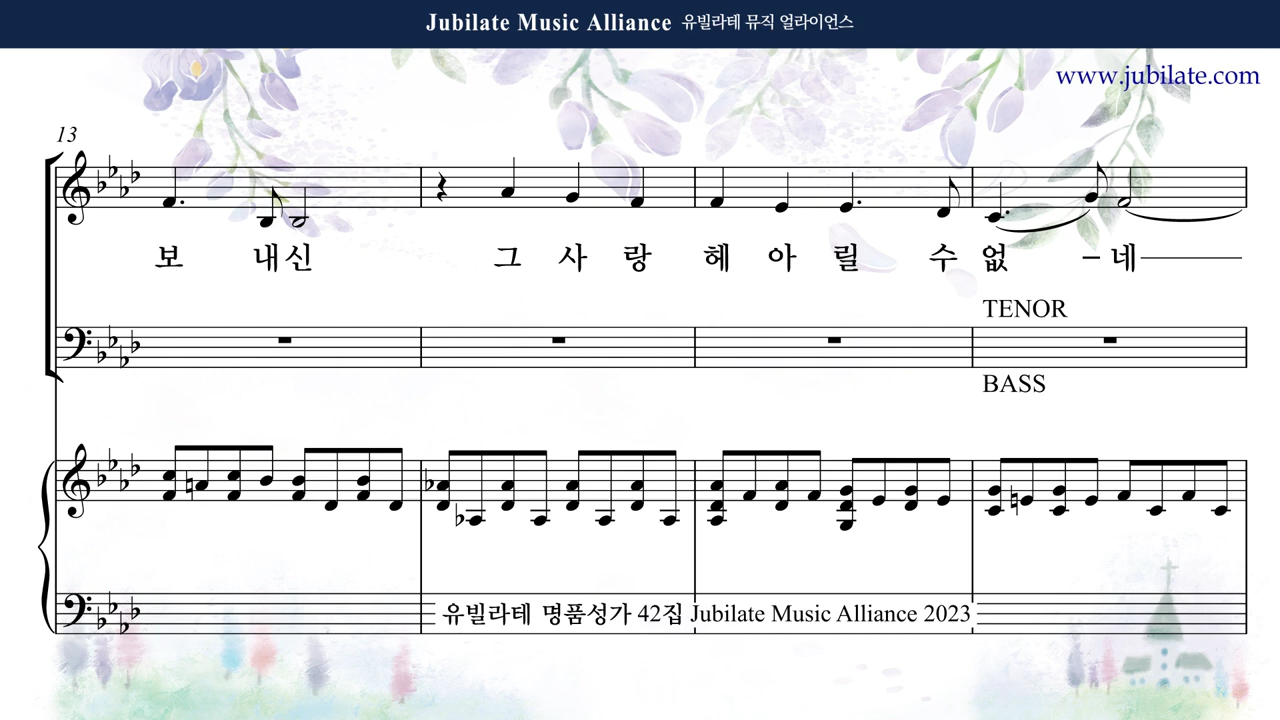 Jubilate Music Alliance 유빌라테 뮤직 얼라이언스
www.jubilate.com
13
보 내신 그 사 랑 헤 아 릴 수 없 - 네
TENOR
BASS
유빌라테 명품성가 42집 Jubilate Music Alliance 2023